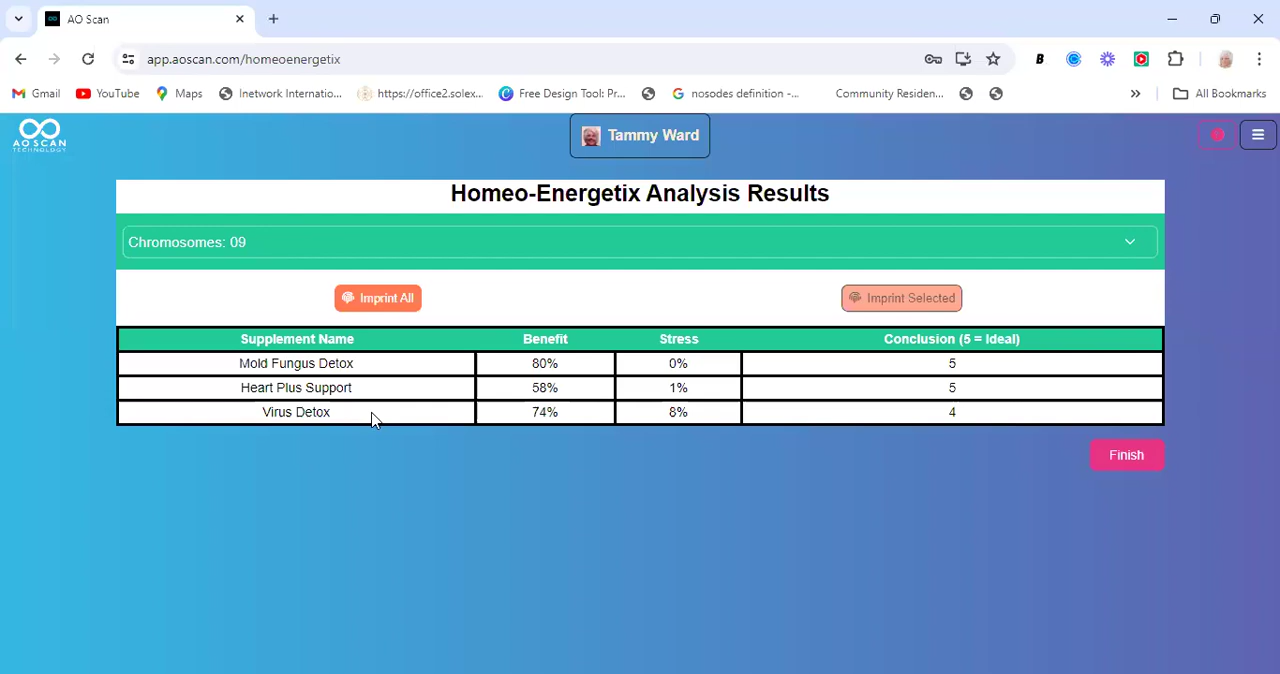 AO Scan
app.aoscan.com/homeoenergetix
B
Gmail YouTube Maps Inetwork Internatio... https://office2.solex... Free Design Tool: Pr... nosodes definition -... Community Residen... » All Bookmarks
AO SCAN
TECHNOLOGY
Tammy Ward
Homeo-Energetix Analysis Results
Chromosomes: 09
Imprint All Imprint Selected
Supplement Name Benefit Stress Conclusion (5 = Ideal)
Mold Fungus Detox 80% 0% 5
Heart Plus Support 58% 1% 5
Virus Detox 74% 8% 4
Finish